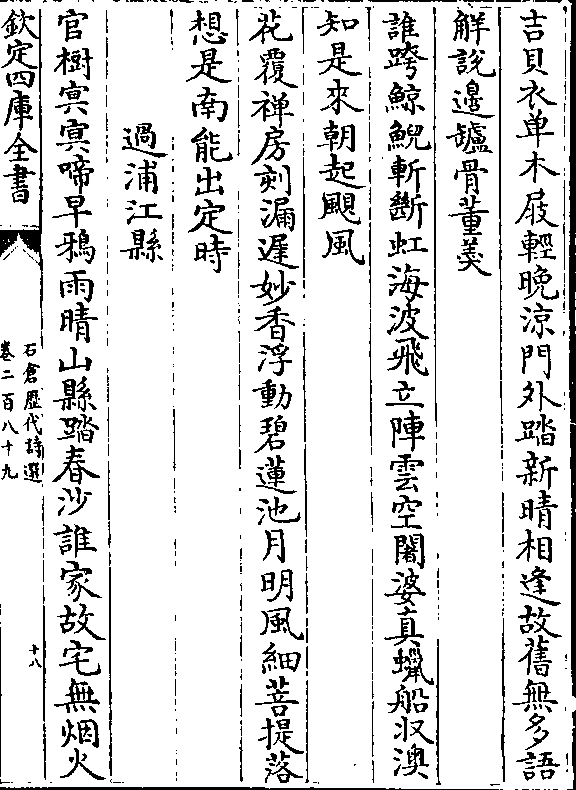 吉貝衣单木屐輕晚涼門外踏新晴相逢故舊無多語
解說邊罏骨董羮
誰跨鯨鯢斬斷虹海波飛立陣雲空闍婆真蠟船收澳
知是來朝起颶風
花覆禅房刻漏遲妙香浮動碧蓮池月明風細菩提落
想是南能出定時
過浦江縣
官樹㝠㝠啼早鴉雨晴山縣踏春沙誰家故宅無烟火
欽定四庫全書
石倉歷代詩選
卷二百八十九
十八